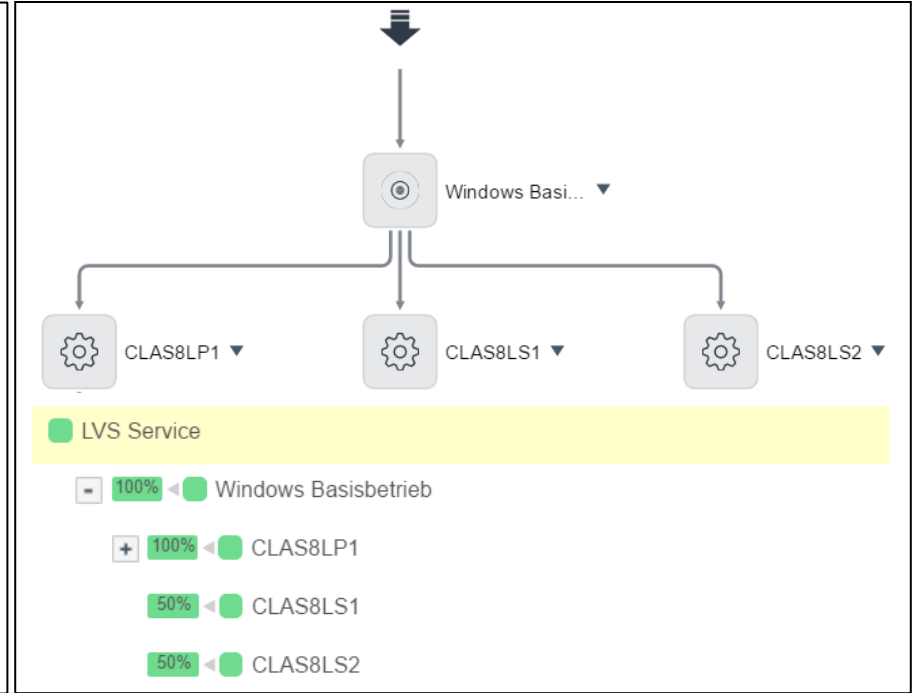 Windows Basi...
CLAS8LP1
CLAS8LS1
CLAS8LS2
LVS Service
- 100% Windows Basisbetrieb
+ 100% CLAS8LP1
50% CLAS8LS1
50% CLAS8LS2